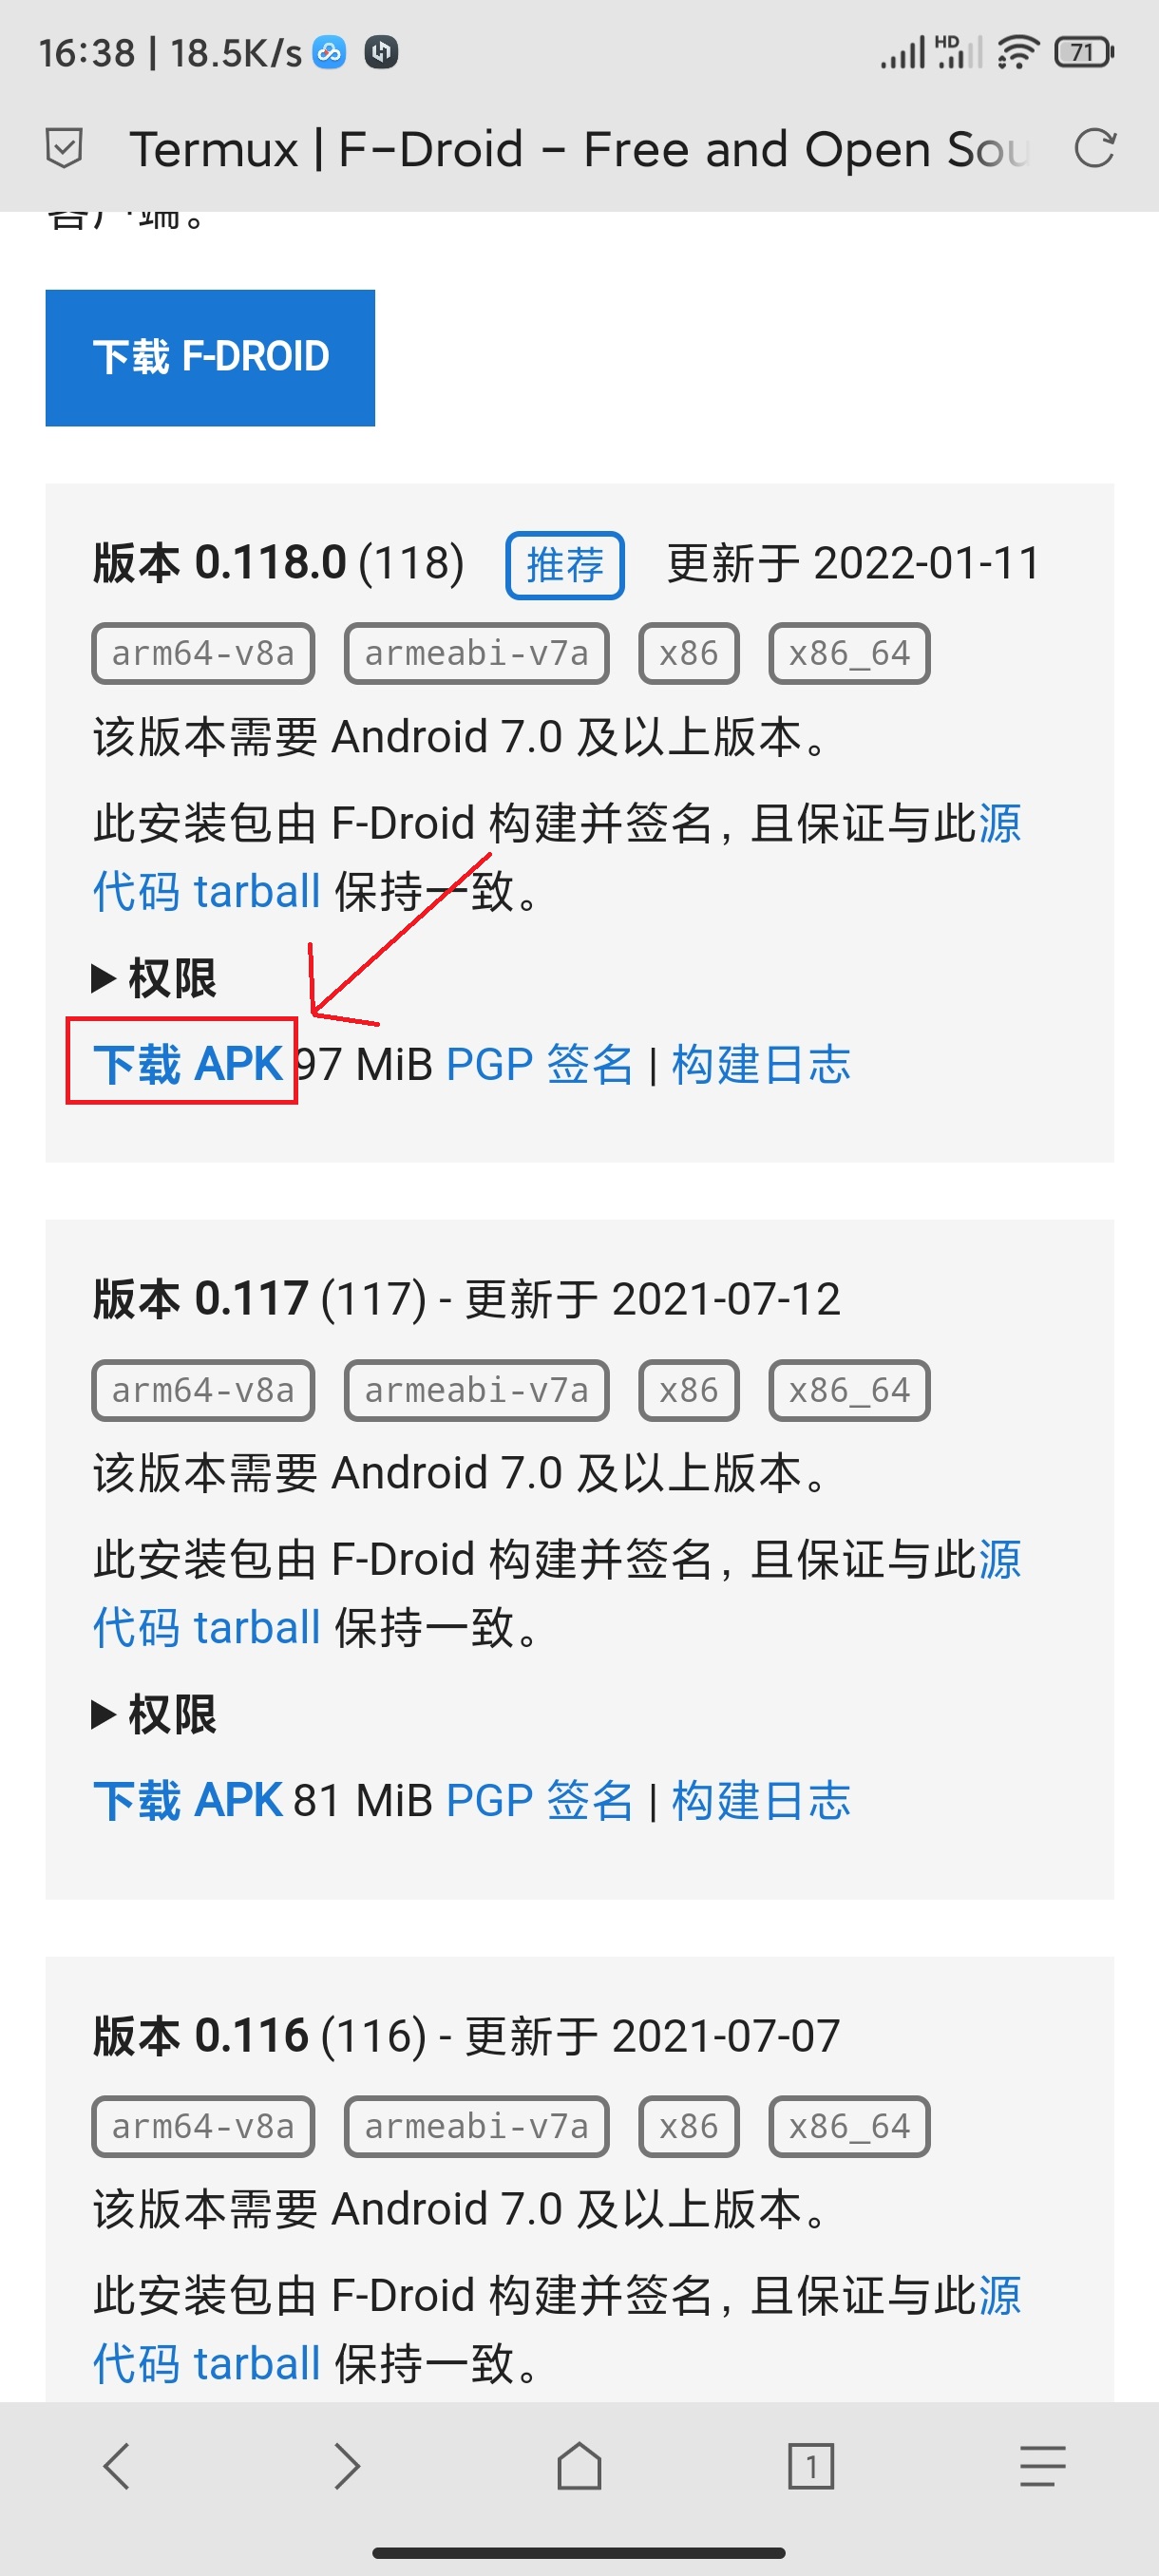 16:38 | 18.5K/s HD 71
Termux | F-Droid - Free and Open Sou
客户端。
下载 F-DROID
版本 0.118.0 (118) 推荐 更新于 2022-01-11
arm64-v8a armeabi-v7a x86 x86_64
该版本需要 Android 7.0 及以上版本。
此安装包由 F-Droid 构建并签名，且保证与此源
代码 tarball 保持一致。
▶ 权限
下载 APK 97 MiB PGP 签名 | 构建日志
版本 0.117 (117) - 更新于 2021-07-12
arm64-v8a armeabi-v7a x86 x86_64
该版本需要 Android 7.0 及以上版本。
此安装包由 F-Droid 构建并签名，且保证与此源
代码 tarball 保持一致。
▶ 权限
下载 APK 81 MiB PGP 签名 | 构建日志
版本 0.116 (116) - 更新于 2021-07-07
arm64-v8a armeabi-v7a x86 x86_64
该版本需要 Android 7.0 及以上版本。
此安装包由 F-Droid 构建并签名，且保证与此源
代码 tarball 保持一致。
1